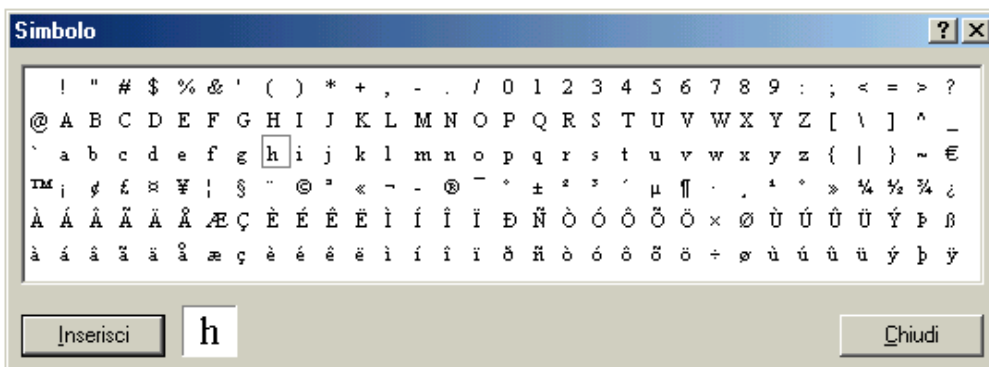 Simbolo ? ×
! " # $ % & ' ( ) * + , - . / 0 1 2 3 4 5 6 7 8 9 : ; < = > ?
@ A B C D E F G H I J K L M N O P Q R S T U V W X Y Z [ \ ] ^ _
` a b c d e f g h i j k l m n o p q r s t u v w x y z { | } ~ €
™ ¡ ¢ £ ¤ ¥ ¦ § ¨ © ª « ¬ - ® ¯ ° ± ² ³ ´ µ ¶ · ¸ ¹ º » ¼ ½ ¾ ¿
À Á Â Ã Ä Å Æ Ç È É Ê Ë Ì Í Î Ï Ð Ñ Ò Ó Ô Õ Ö × Ø Ù Ú Û Ü Ý Þ ß
à á â ã ä å æ ç è é ê ë ì í î ï ð ñ ò ó ô õ ö ÷ ø ù ú û ü ý þ ÿ
Inserisci h Chiudi